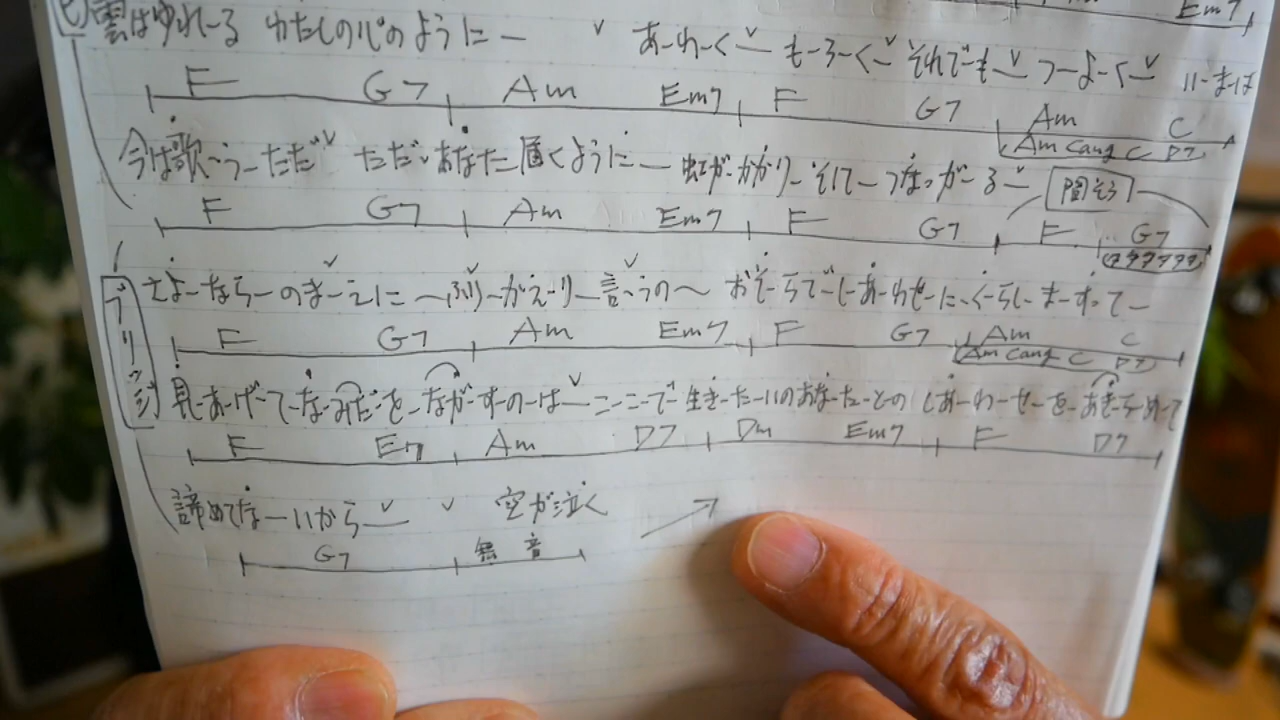 Em7
雲はゆれーる わたしの心のように ー ˅ あーわーく˅ー もーろーく˅ それでーも˅ー つーよーく˅ー いーまは
F G7 Am Em7 F G7 Am C
Am cang C D7
今は歌ーうーただ˅ ただ、あなた届くようにー 虹がーかかりー そしてーつなっがーるー˅ 間そう
F G7 Am Em7 F G7 F G7
さよーならーのまーえに〜ふりーかえーりー言ーうの〜 おそーらでーしーあーわせーにーくーらしーまーすってー
F G7 Am Em7 F G7 Am C
Am cang C D7
ブリッジ
見ーあーげーてーなーみだーをーながーすーのーは˅ーこーこーで 生きーたーいのあなーたーとの しあーわーせーをーあきーらーめーて
F E7 Am D7 Dm Em7 F D7
諦めてなーいから˅ー ˅ 空が泣く →
G7 無音